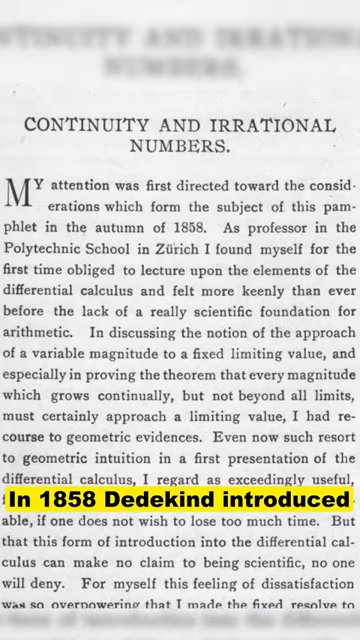 CONTINUITY AND IRRATIONAL
NUMBERS.
CONTINUITY AND IRRATIONAL
NUMBERS.
MY attention was first directed toward the consid-
erations which form the subject of this pam-
phlet in the autumn of 1858. As professor in the
Polytechnic School in Zürich I found myself for the
first time obliged to lecture upon the elements of the
differential calculus and felt more keenly than ever
before the lack of a really scientific foundation for
arithmetic. In discussing the notion of the approach
of a variable magnitude to a fixed limiting value, and
especially in proving the theorem that every magnitude
which grows continually, but not beyond all limits,
must certainly approach a limiting value, I had re-
course to geometric evidences. Even now such resort
to geometric intuition in a first presentation of the
differential calculus, I regard as exceedingly useful,
In 1858 Dedekind introduced
able, if one does not wish to lose too much time. But
that this form of introduction into the differential cal-
culus can make no claim to being scientific, no one
will deny. For myself this feeling of dissatisfaction
was so overpowering that I made the fixed resolve to